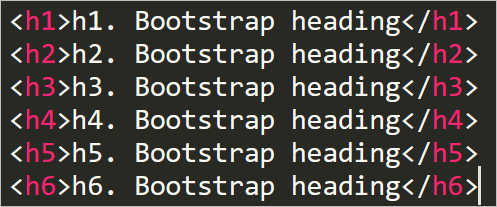 <h1>h1. Bootstrap heading</h1>
<h2>h2. Bootstrap heading</h2>
<h3>h3. Bootstrap heading</h3>
<h4>h4. Bootstrap heading</h4>
<h5>h5. Bootstrap heading</h5>
<h6>h6. Bootstrap heading</h6>